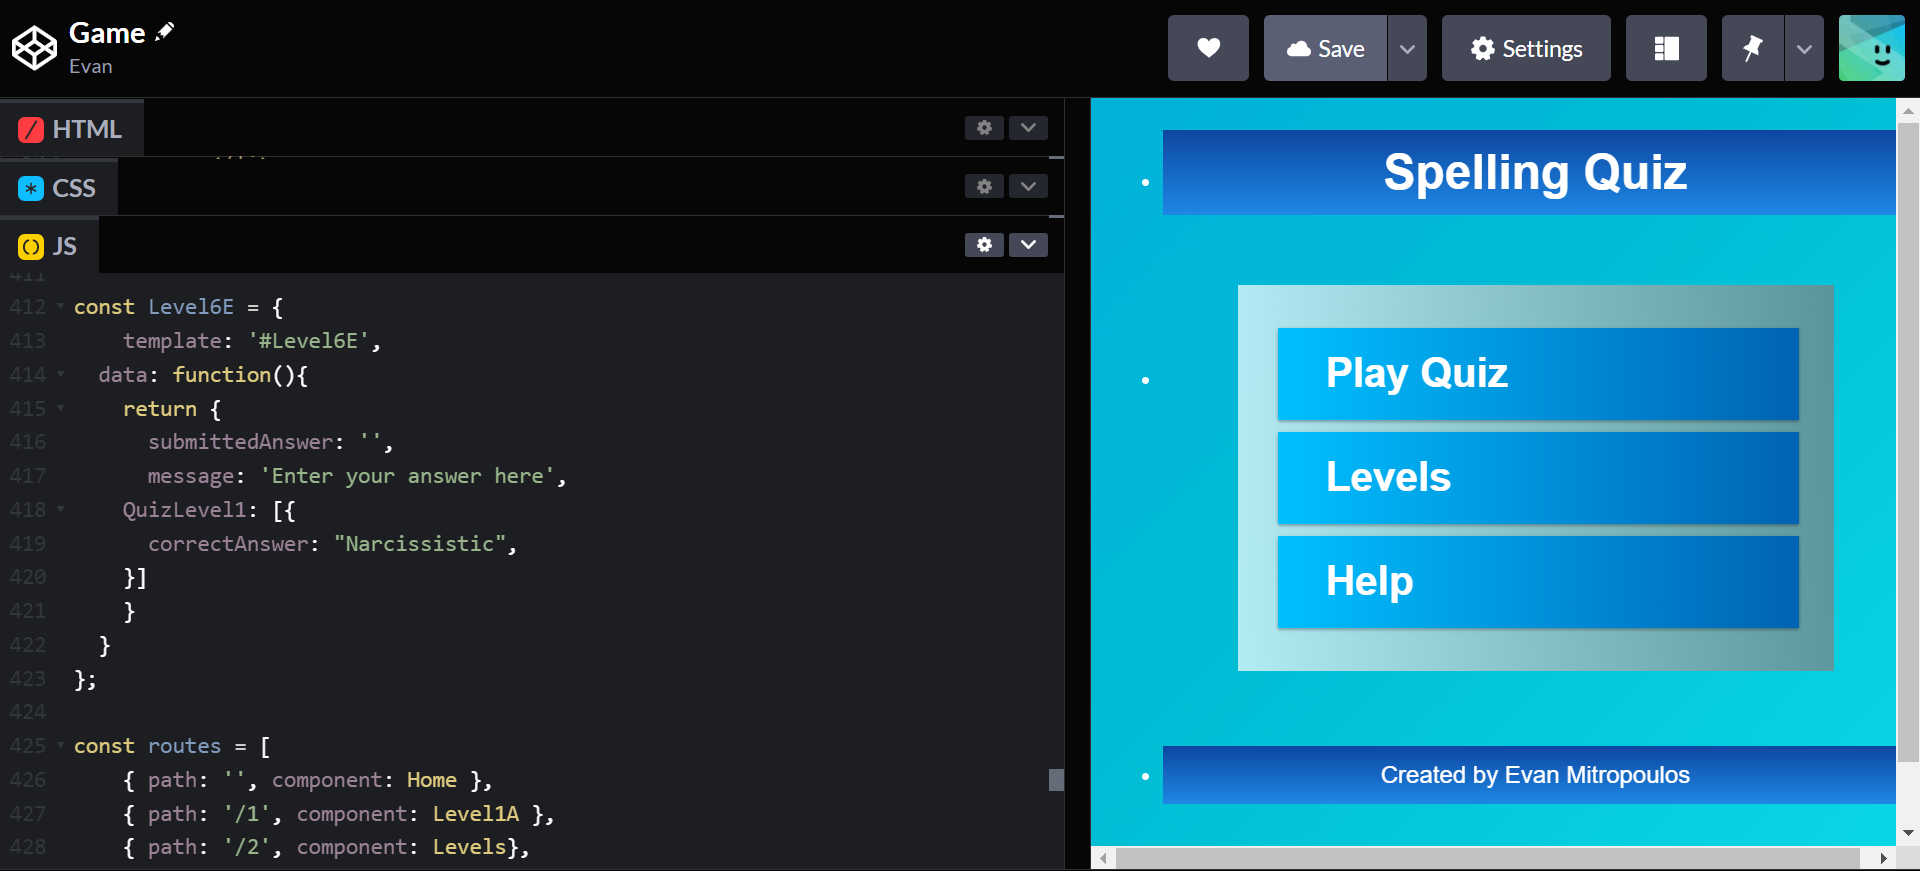 Game
Evan
Save
Settings
HTML
CSS
JS
411
412 const Level6E = {
413 template: '#Level6E',
414 data: function(){
415 return {
416 submittedAnswer: '',
417 message: 'Enter your answer here',
418 QuizLevel1: [{
419 correctAnswer: "Narcissistic",
420 }]
421 }
422 }
423 };
424
425 const routes = [
426 { path: '', component: Home },
427 { path: '/1', component: Level1A },
428 { path: '/2', component: Levels},
Spelling Quiz
Play Quiz
Levels
Help
Created by Evan Mitropoulos